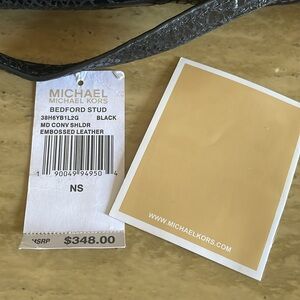 MICHAEL
MICHAEL KORS
BEDFORD STUD
38H6YB1L2G BLACK
MD CONV SHLDR
EMBOSSED LEATHER
1 90049 94950 4
NS
MSRP $348.00
WWW.MICHAELKORS.COM